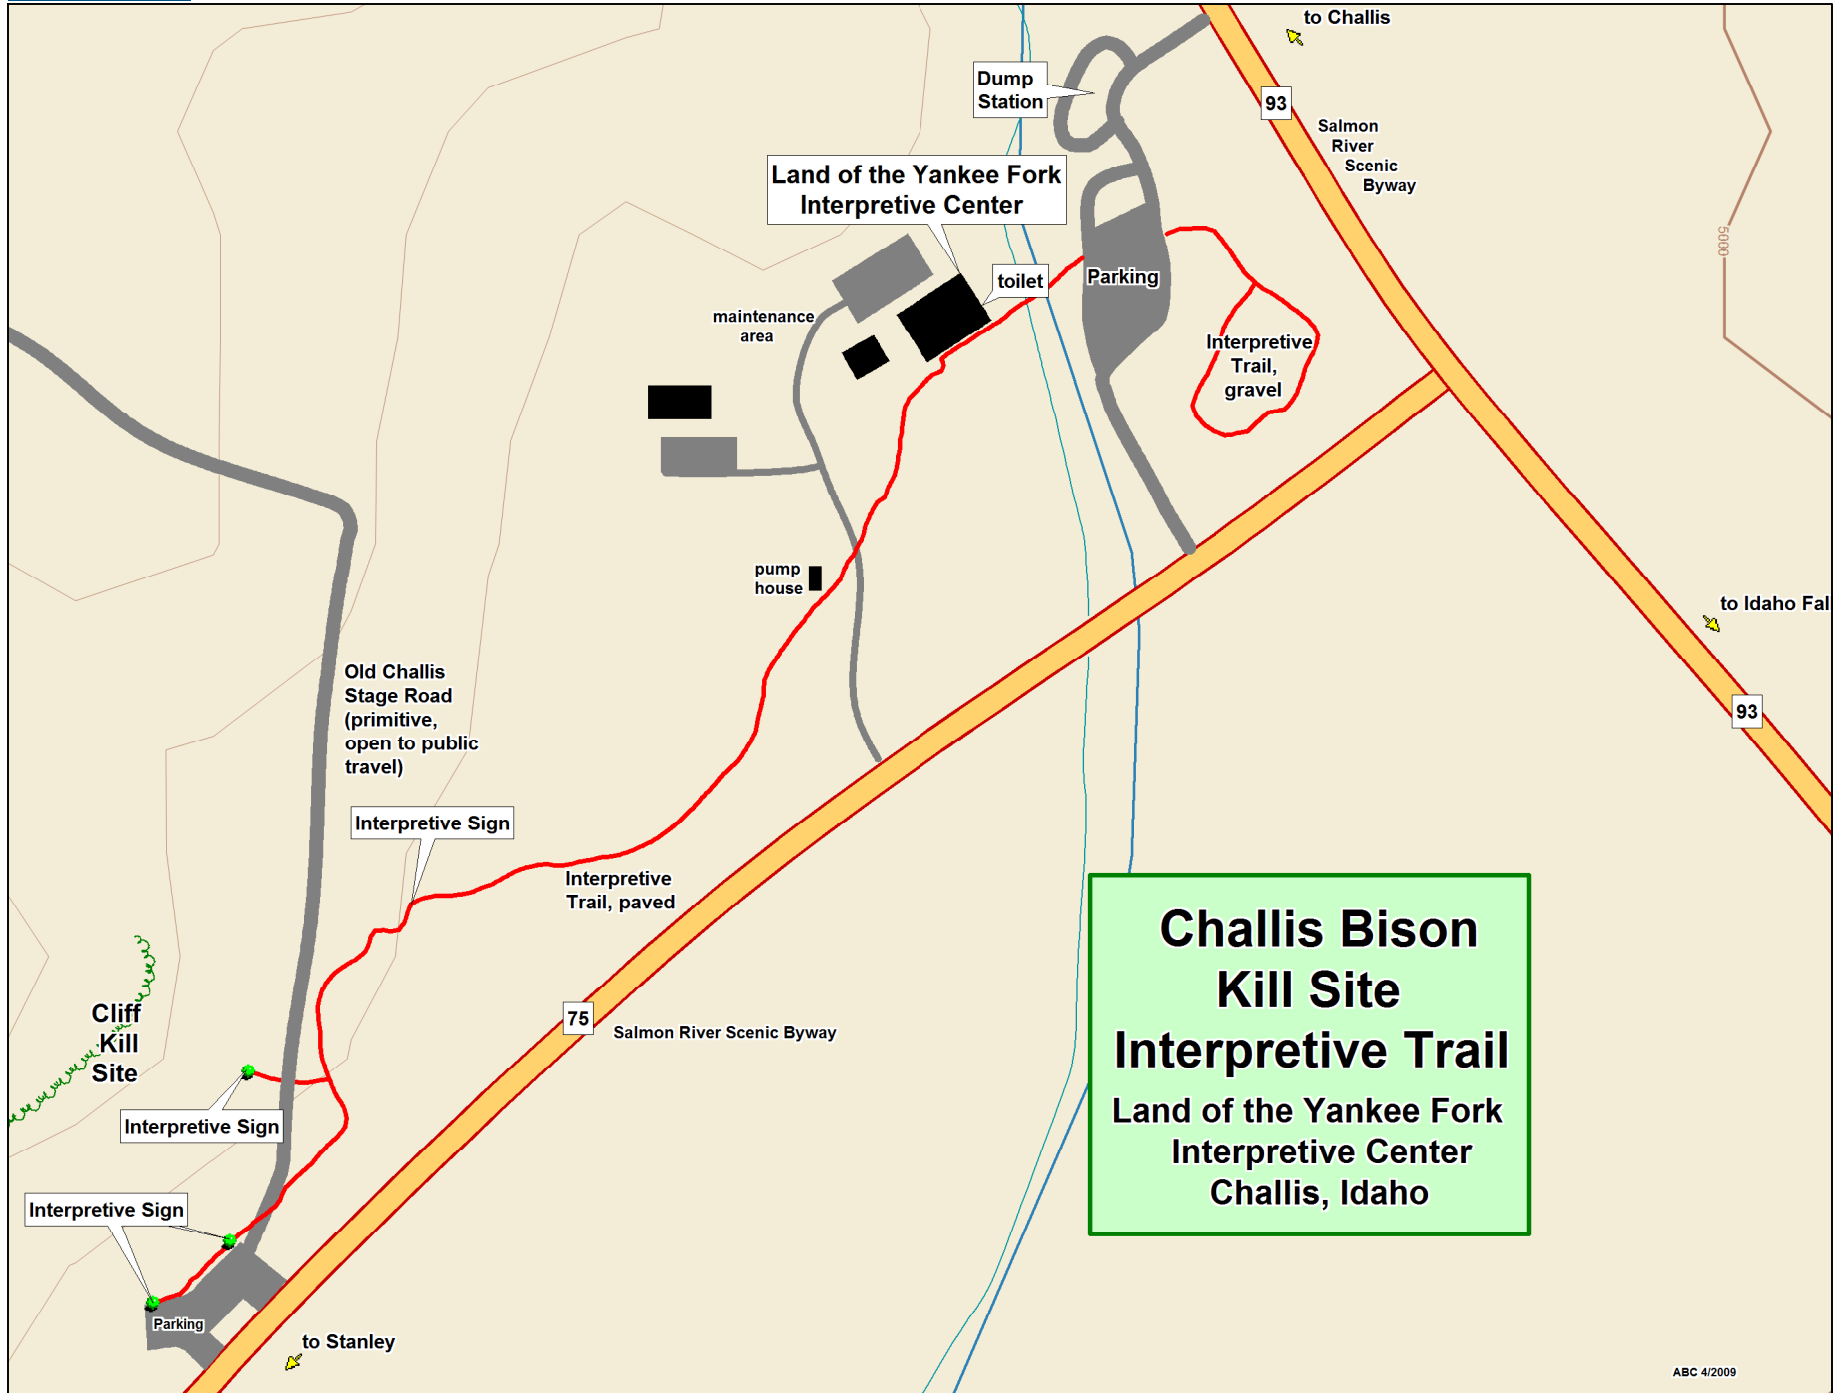 to Challis
Dump
Station
93
Salmon
River
Scenic
Byway
Land of the Yankee Fork
Interpretive Center
5000
toilet
Parking
maintenance
area
Interpretive
Trail,
gravel
pump
house
to Idaho Fal
Old Challis
Stage Road
(primitive,
open to public
travel)
93
Interpretive Sign
Interpretive
Trail, paved
Cliff
Kill
Site
75
Salmon River Scenic Byway
Interpretive Sign
Interpretive Sign
Parking
to Stanley
Challis Bison
Kill Site
Interpretive Trail
Land of the Yankee Fork
Interpretive Center
Challis, Idaho
ABC 4/2009